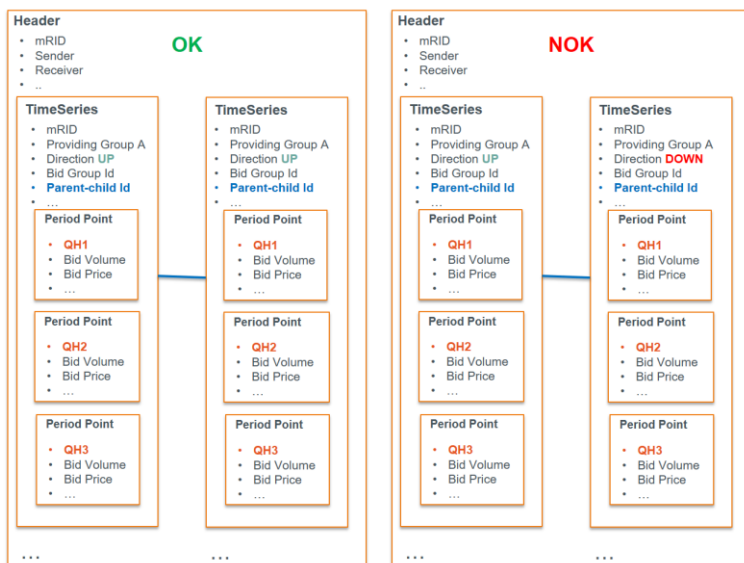 Header
OK
• mRID
• Sender
• Receiver
• ..
TimeSeries
• mRID
• Providing Group A
• Direction UP
• Bid Group Id
• Parent-child Id
• ...
Period Point
• QH1
• Bid Volume
• Bid Price
• ...
Period Point
• QH2
• Bid Volume
• Bid Price
• ...
Period Point
• QH3
• Bid Volume
• Bid Price
• ...
...
TimeSeries
• mRID
• Providing Group A
• Direction UP
• Bid Group Id
• Parent-child Id
• ...
Period Point
• QH1
• Bid Volume
• Bid Price
• ...
Period Point
• QH2
• Bid Volume
• Bid Price
• ...
Period Point
• QH3
• Bid Volume
• Bid Price
• ...
...
Header
NOK
• mRID
• Sender
• Receiver
• ..
TimeSeries
• mRID
• Providing Group A
• Direction UP
• Bid Group Id
• Parent-child Id
• ...
Period Point
• QH1
• Bid Volume
• Bid Price
• ...
Period Point
• QH2
• Bid Volume
• Bid Price
• ...
Period Point
• QH3
• Bid Volume
• Bid Price
• ...
...
TimeSeries
• mRID
• Providing Group A
• Direction DOWN
• Bid Group Id
• Parent-child Id
• ...
Period Point
• QH1
• Bid Volume
• Bid Price
• ...
Period Point
• QH2
• Bid Volume
• Bid Price
• ...
Period Point
• QH3
• Bid Volume
• Bid Price
• ...
...